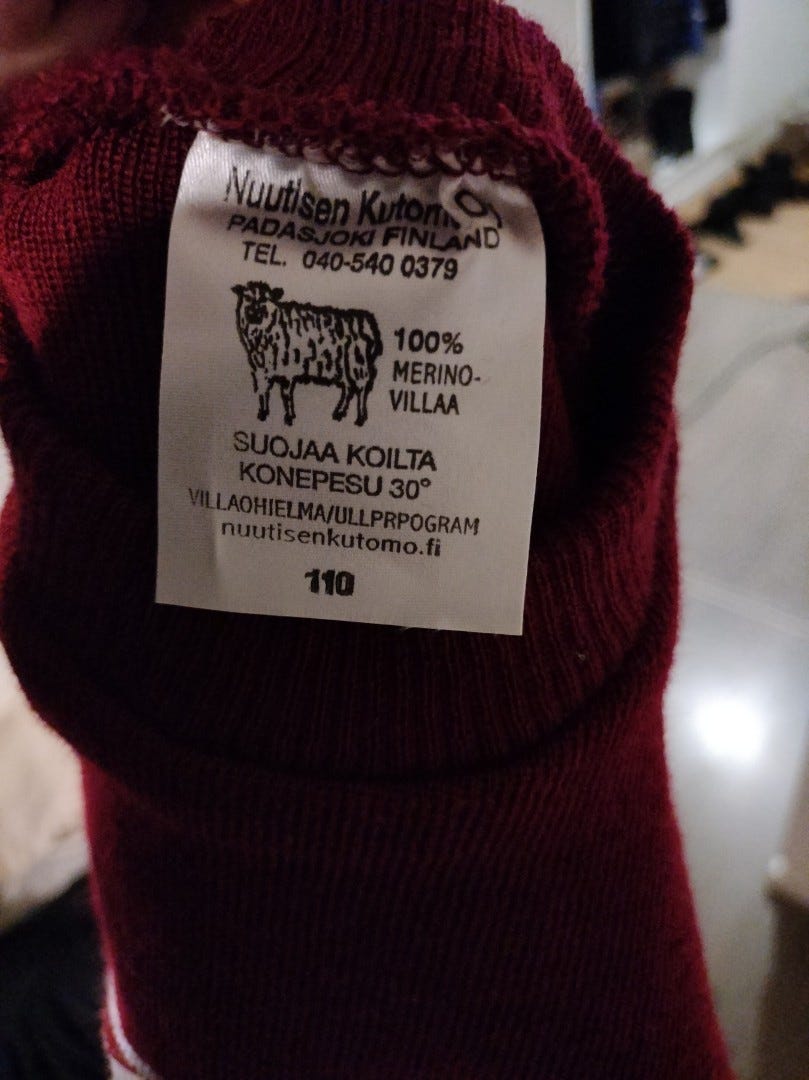 Nuutisen Kutomo
PADASJOKI FINLAND
TEL. 040-540 0379
100%
MERINO-
VILLAA
SUOJAA KOILTA
KONEPESU 30°
VILLAOHJELMA/ULLPRPOGRAM
nuutisenkutomo.fi
110